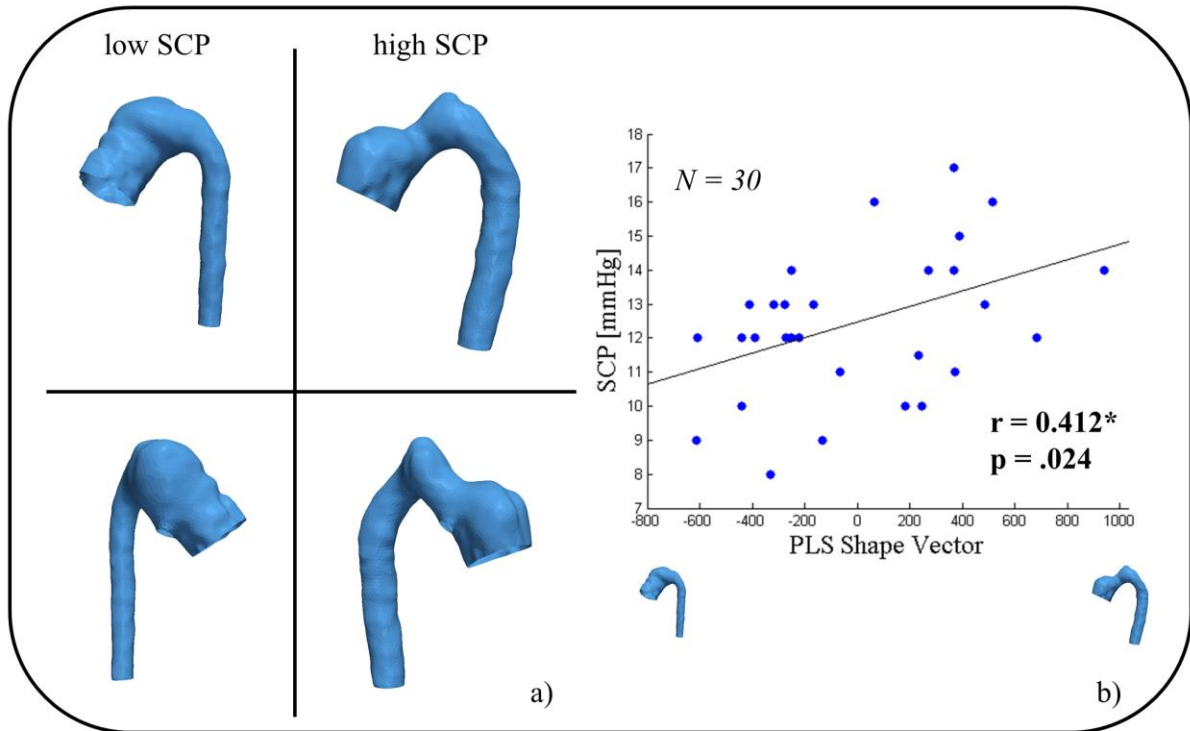 low SCP
high SCP
a)
N = 30
SCP [mmHg]
18
17
16
15
14
13
12
11
10
9
8
7
r = 0.412*
p = .024
-800 -600 -400 -200 0 200 400 600 800 1000
PLS Shape Vector
b)